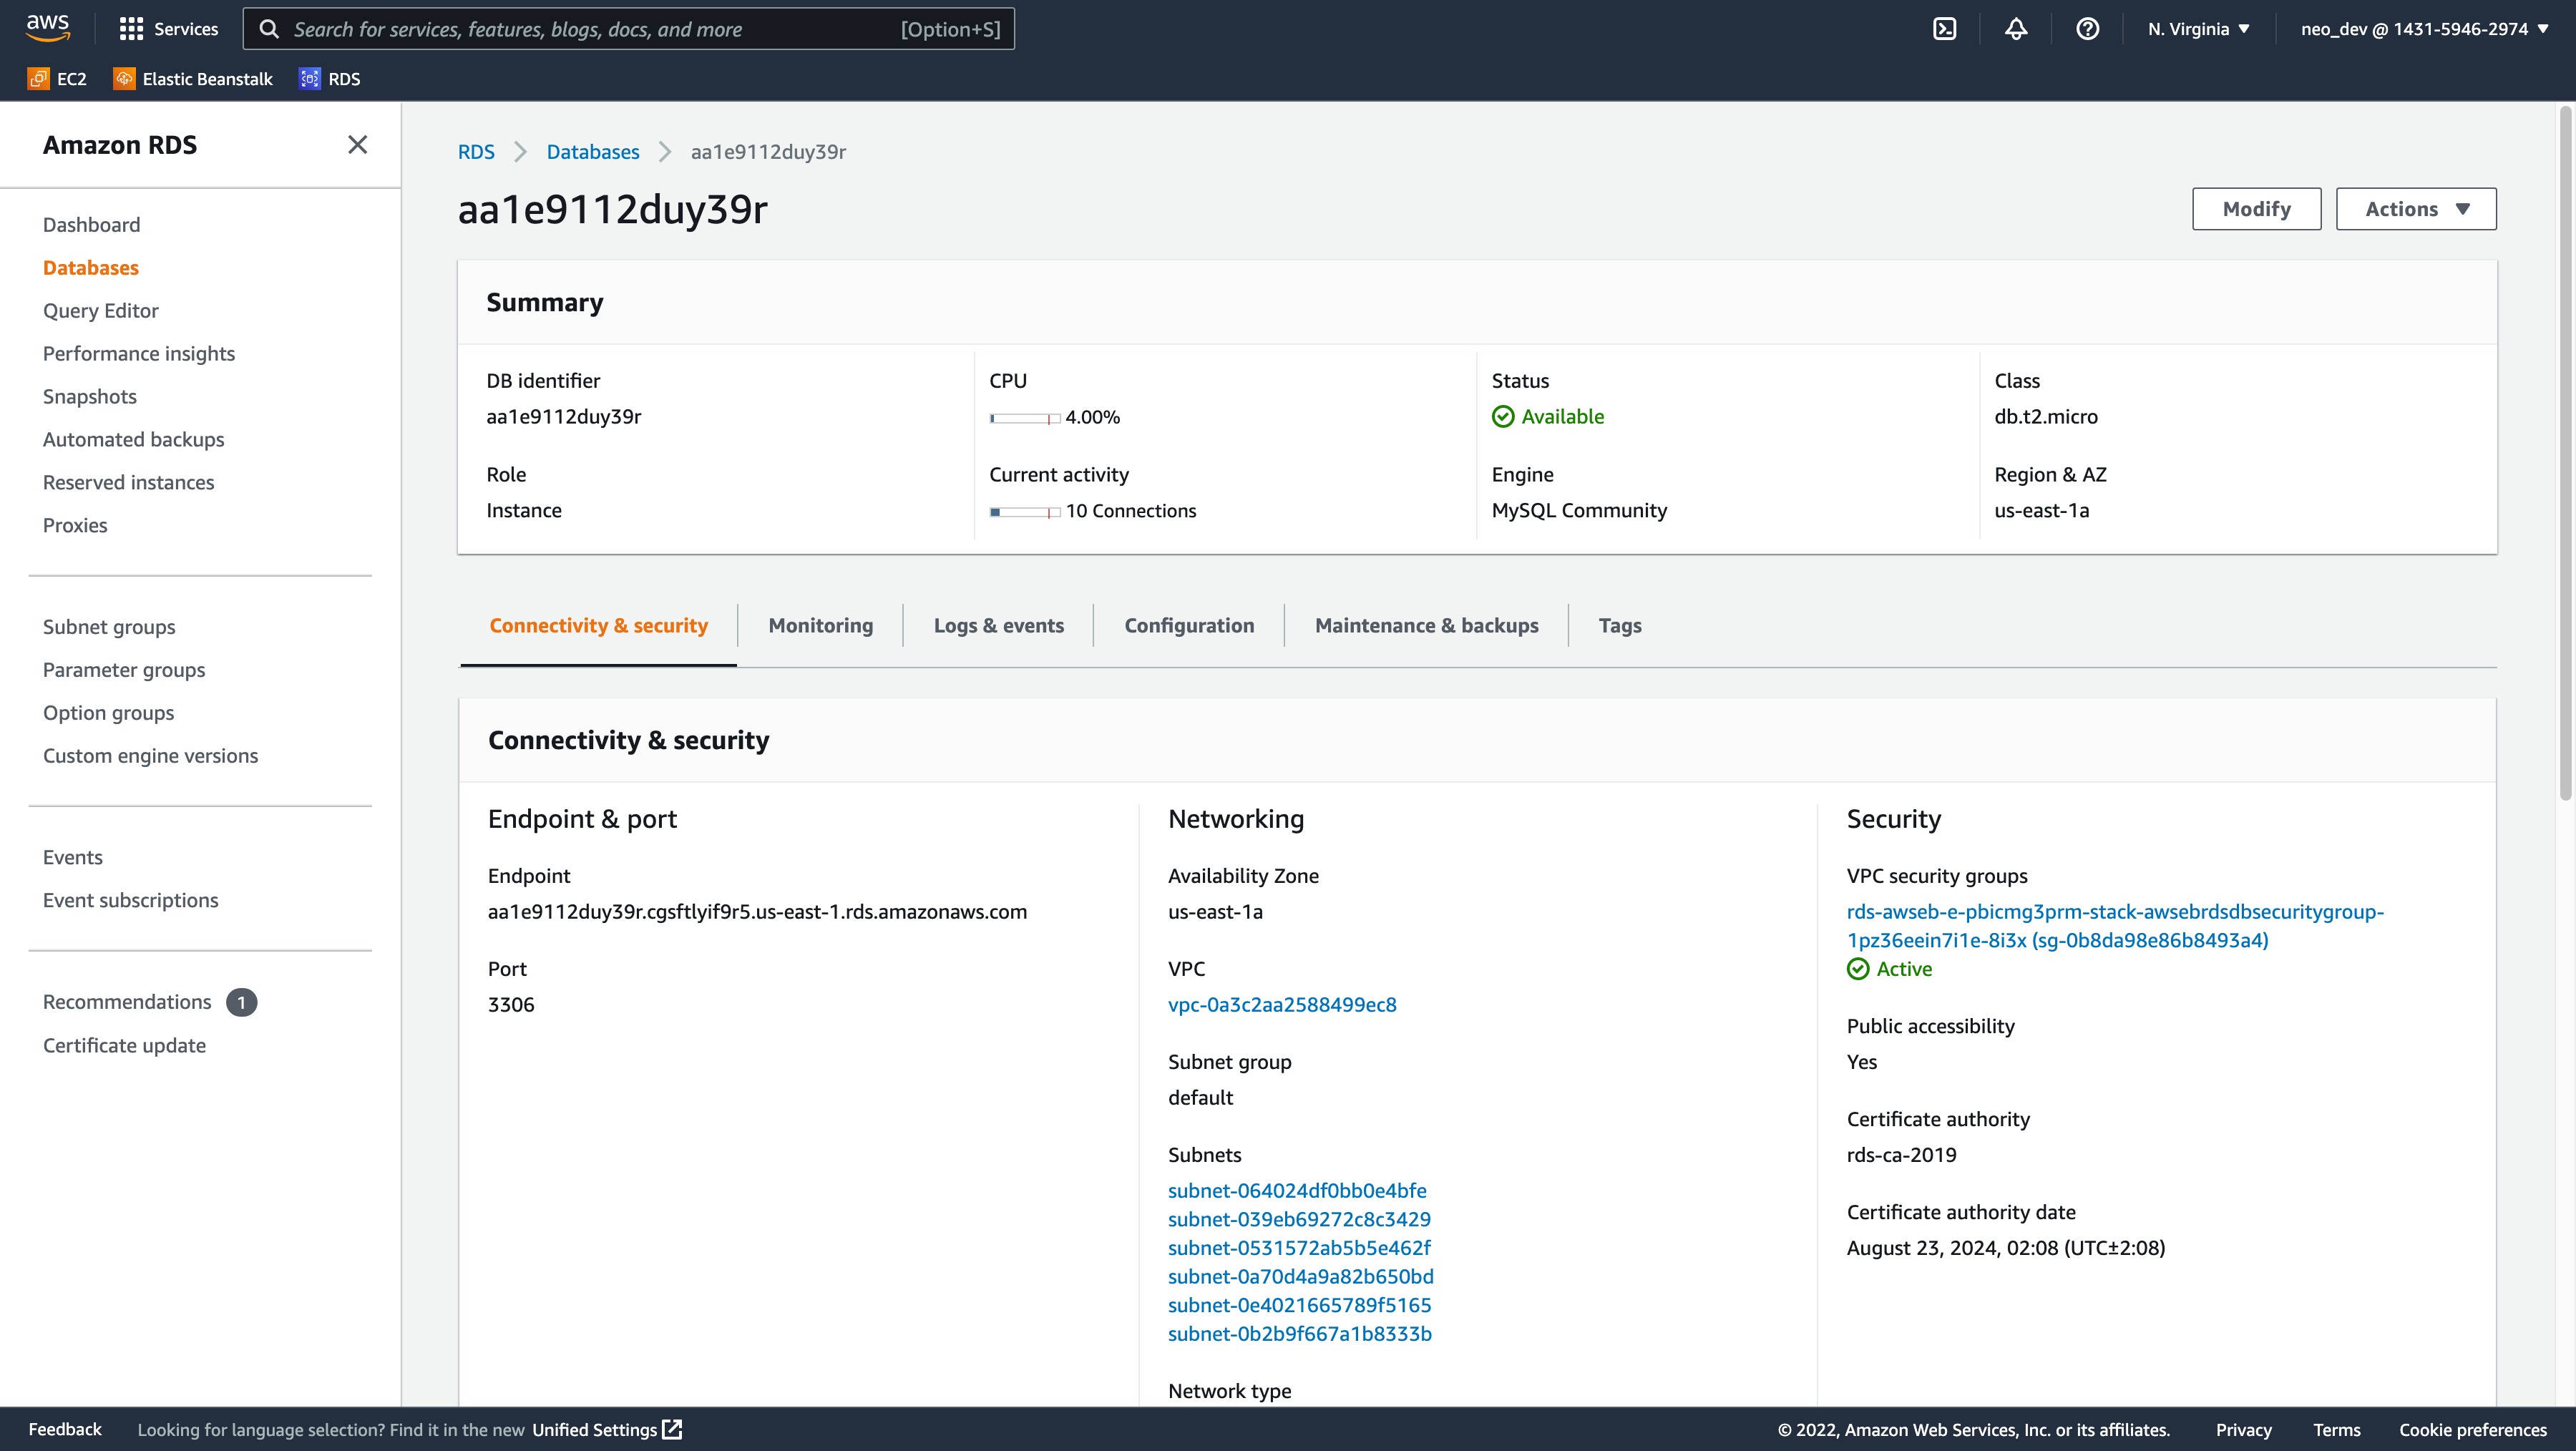 aws
Services
Search for services, features, blogs, docs, and more [Option+S]
N. Virginia ▼
neo_dev @ 1431-5946-2974 ▼
EC2
Elastic Beanstalk
RDS
Amazon RDS
Dashboard
Databases
Query Editor
Performance insights
Snapshots
Automated backups
Reserved instances
Proxies
Subnet groups
Parameter groups
Option groups
Custom engine versions
Events
Event subscriptions
Recommendations 1
Certificate update
RDS > Databases > aa1e9112duy39r
aa1e9112duy39r
Modify
Actions ▼
Summary
DB identifier
aa1e9112duy39r
CPU
4.00%
Status
Available
Class
db.t2.micro
Role
Instance
Current activity
10 Connections
Engine
MySQL Community
Region & AZ
us-east-1a
Connectivity & security
Monitoring
Logs & events
Configuration
Maintenance & backups
Tags
Connectivity & security
Endpoint & port
Endpoint
aa1e9112duy39r.cgsftlyif9r5.us-east-1.rds.amazonaws.com
Port
3306
Networking
Availability Zone
us-east-1a
VPC
vpc-0a3c2aa2588499ec8
Subnet group
default
Subnets
subnet-064024df0bb0e4bfe
subnet-039eb69272c8c3429
subnet-0531572ab5b5e462f
subnet-0a70d4a9a82b650bd
subnet-0e4021665789f5165
subnet-0b2b9f667a1b8333b
Network type
Security
VPC security groups
rds-awseb-e-pbicmg3prm-stack-awsebrdsdbsecuritygroup-
1pz36eein7i1e-8i3x (sg-0b8da98e86b8493a4)
Active
Public accessibility
Yes
Certificate authority
rds-ca-2019
Certificate authority date
August 23, 2024, 02:08 (UTC±2:08)
Feedback
Looking for language selection? Find it in the new Unified Settings
© 2022, Amazon Web Services, Inc. or its affiliates.
Privacy
Terms
Cookie preferences